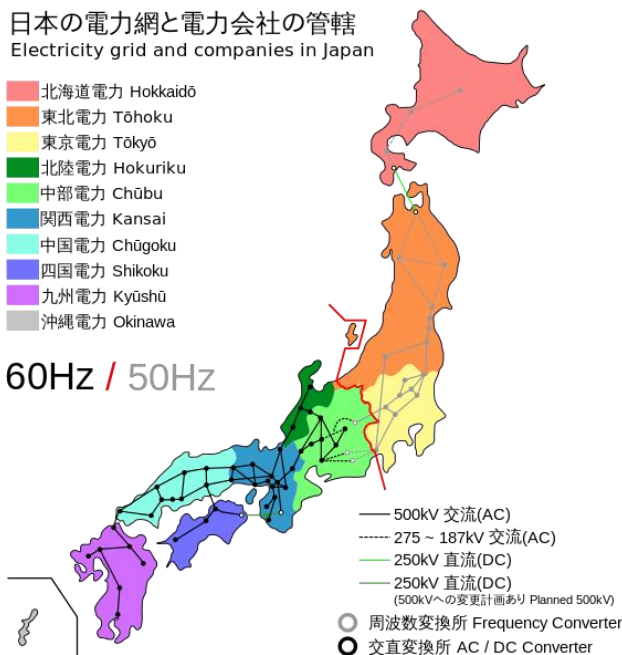 日本の電力網と電力会社の管轄
Electricity grid and companies in Japan
北海道電力 Hokkaidō
東北電力 Tōhoku
東京電力 Tōkyō
北陸電力 Hokuriku
中部電力 Chūbu
関西電力 Kansai
中国電力 Chūgoku
四国電力 Shikoku
九州電力 Kyūshū
沖縄電力 Okinawa
60Hz / 50Hz
500kV 交流(AC)
275 ~ 187kV 交流(AC)
250kV 直流(DC)
250kV 直流(DC)
(500kVへの変更計画あり Planned 500kV)
周波数変換所 Frequency Converter
交直変換所 AC / DC Converter